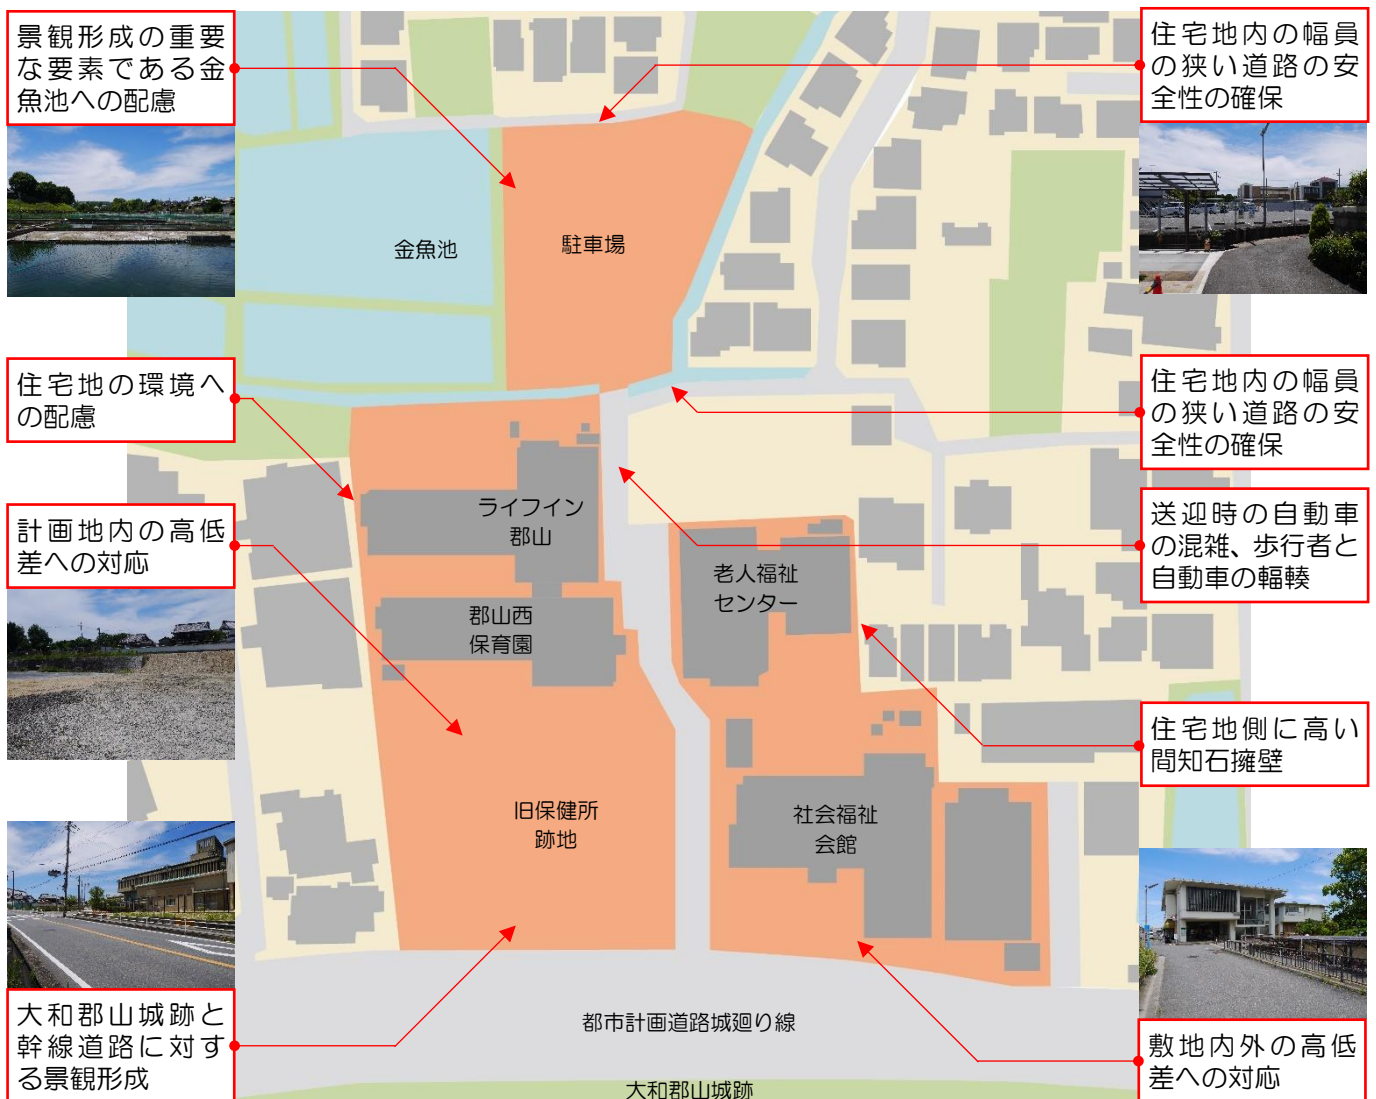 景観形成の重要
な要素である金
魚池への配慮
住宅地内の幅員
の狭い道路の安
全性の確保
金魚池
駐車場
住宅地の環境へ
の配慮
住宅地内の幅員
の狭い道路の安
全性の確保
計画地内の高低
差への対応
送迎時の自動車
の混雑、歩行者と
自動車の輻輳
ライフイン
郡山
老人福祉
センター
郡山西
保育園
住宅地側に高い
間知石擁壁
旧保健所
跡地
社会福祉
会館
大和郡山城跡と
幹線道路に対す
る景観形成
敷地内外の高低
差への対応
都市計画道路城廻り線
大和郡山城跡